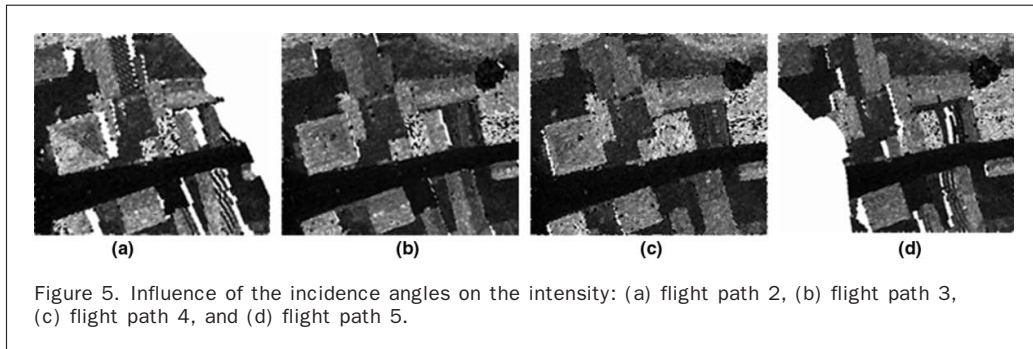 (a)
(b)
(c)
(d)
Figure 5. Influence of the incidence angles on the intensity: (a) flight path 2, (b) flight path 3,
(c) flight path 4, and (d) flight path 5.